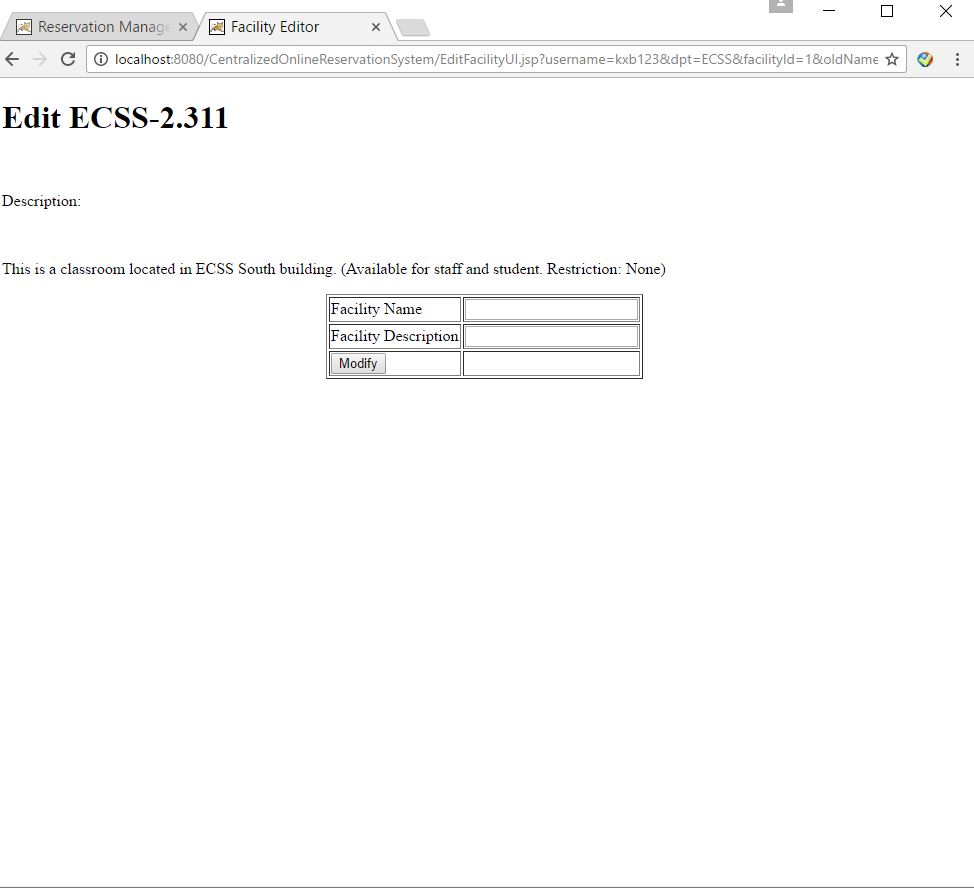 Reservation Manage
Facility Editor
localhost:8080/CentralizedOnlineReservationSystem/EditFacilityUI.jsp?username=kxb123&dpt=ECSS&facilityId=1&oldName
Edit ECSS-2.311
Description:
This is a classroom located in ECSS South building. (Available for staff and student. Restriction: None)
Facility Name
Facility Description
Modify